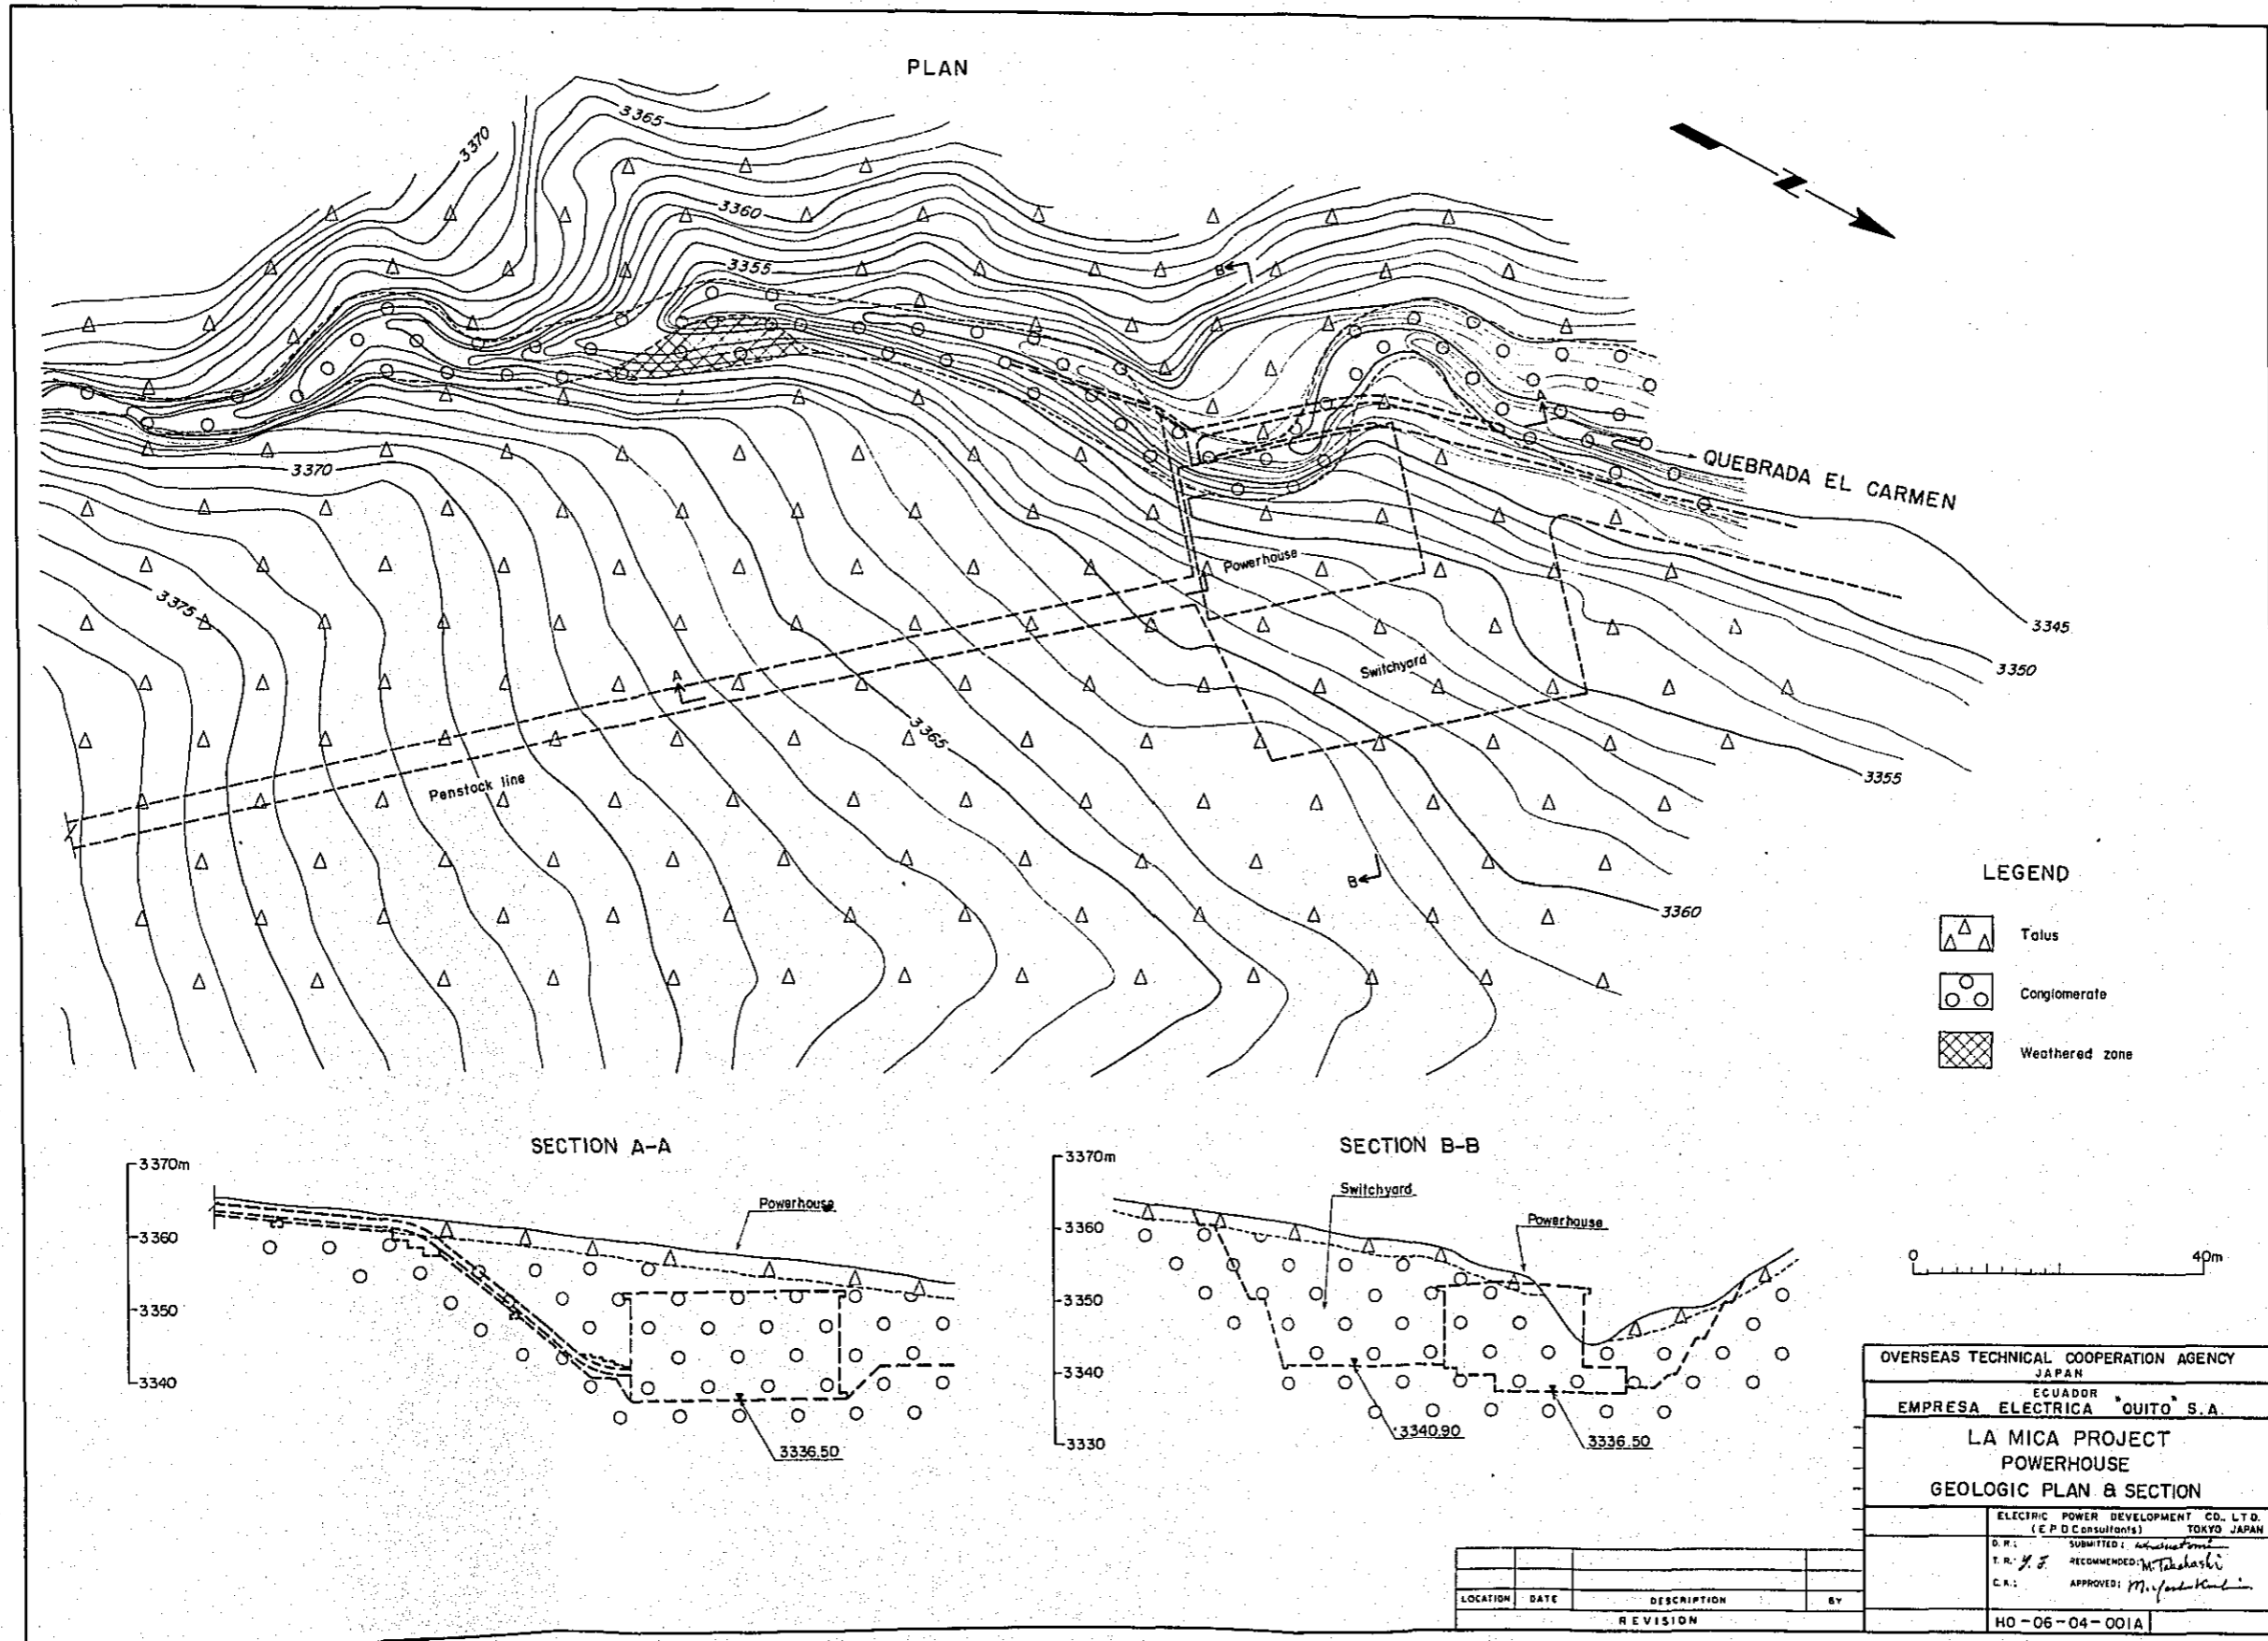 PLAN
3370
3365
3360
3355
3370
3375
3365
B
A
QUEBRADA EL CARMEN
Powerhouse
Switchyard
A
Penstock line
B
3345
3350
3355
3360
LEGEND
Talus
Conglomerate
Weathered zone
SECTION A-A
3370m
3360
3350
3340
Powerhouse
3336.50
SECTION B-B
3370m
3360
3350
3340
3330
Switchyard
Powerhouse
3340.90
3336.50
0 40m
OVERSEAS TECHNICAL COOPERATION AGENCY
JAPAN
ECUADOR
EMPRESA ELECTRICA "QUITO" S.A.
LA MICA PROJECT
POWERHOUSE
GEOLOGIC PLAN & SECTION
ELECTRIC POWER DEVELOPMENT CO., LTD.
(E P D Consultants) TOKYO JAPAN
D. R.: SUBMITTED:
T. R.: Y. F. RECOMMENDED: M. Takahashi
C. R.: APPROVED:
LOCATION DATE DESCRIPTION BY
REVISION
HO-06-04-001A